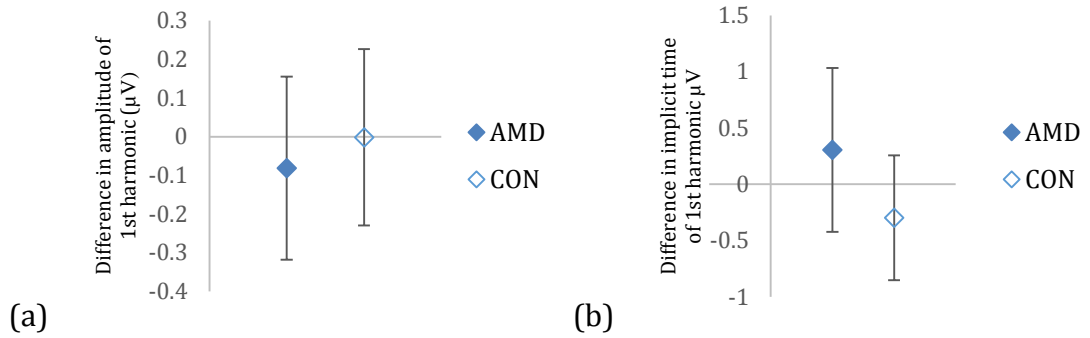 Difference in amplitude of
1st harmonic (μV)
0.3
0.2
0.1
0
-0.1
-0.2
-0.3
-0.4
AMD
CON
(a)
Difference in implicit time
of 1st harmonic μV
1.5
1
0.5
0
-0.5
-1
AMD
CON
(b)